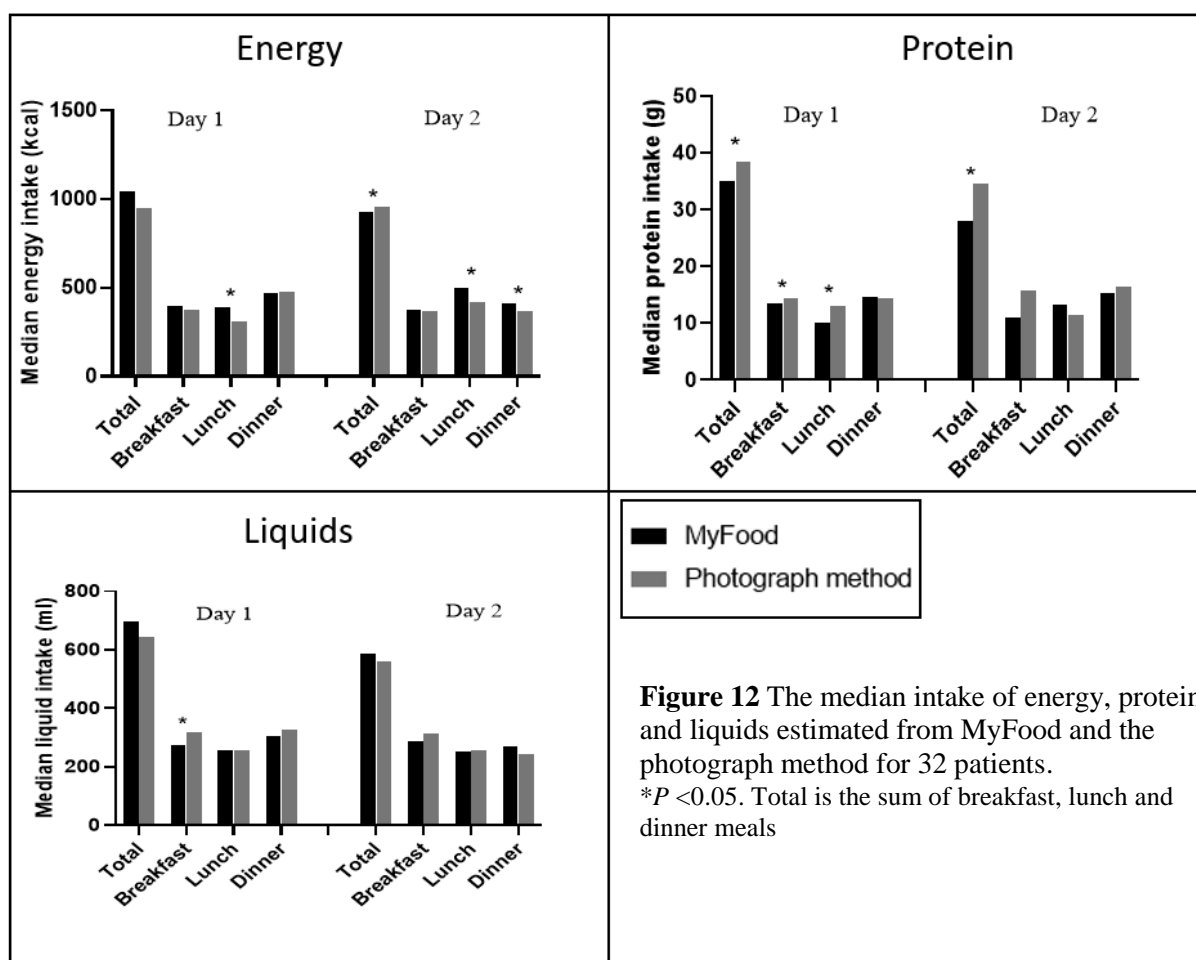 Energy
Median energy intake (kcal)
1500
1000
500
0
Day 1
Day 2
*
*
*
*
Total
Breakfast
Lunch
Dinner
Total
Breakfast
Lunch
Dinner
Protein
Median protein intake (g)
50
40
30
20
10
0
Day 1
Day 2
*
*
*
*
Total
Breakfast
Lunch
Dinner
Total
Breakfast
Lunch
Dinner
Liquids
Median liquid intake (ml)
800
600
400
200
0
Day 1
Day 2
*
Total
Breakfast
Lunch
Dinner
Total
Breakfast
Lunch
Dinner
MyFood
Photograph method
Figure 12 The median intake of energy, protein
and liquids estimated from MyFood and the
photograph method for 32 patients.
*P <0.05. Total is the sum of breakfast, lunch and
dinner meals